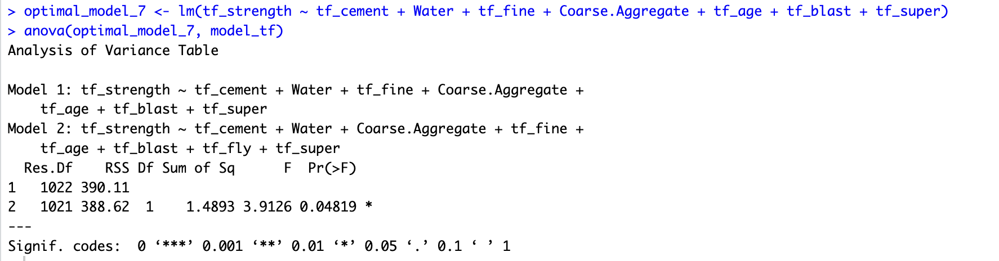 > optimal_model_7 <- lm(tf_strength ~ tf_cement + Water + tf_fine + Coarse.Aggregate + tf_age + tf_blast + tf_super)
> anova(optimal_model_7, model_tf)
Analysis of Variance Table

Model 1: tf_strength ~ tf_cement + Water + tf_fine + Coarse.Aggregate +
    tf_age + tf_blast + tf_super
Model 2: tf_strength ~ tf_cement + Water + Coarse.Aggregate + tf_fine +
    tf_age + tf_blast + tf_fly + tf_super
  Res.Df    RSS Df Sum of Sq      F  Pr(>F)
1   1022 390.11
2   1021 388.62  1    1.4893 3.9126 0.04819 *
---
Signif. codes:  0 ‘***’ 0.001 ‘**’ 0.01 ‘*’ 0.05 ‘.’ 0.1 ‘ ’ 1